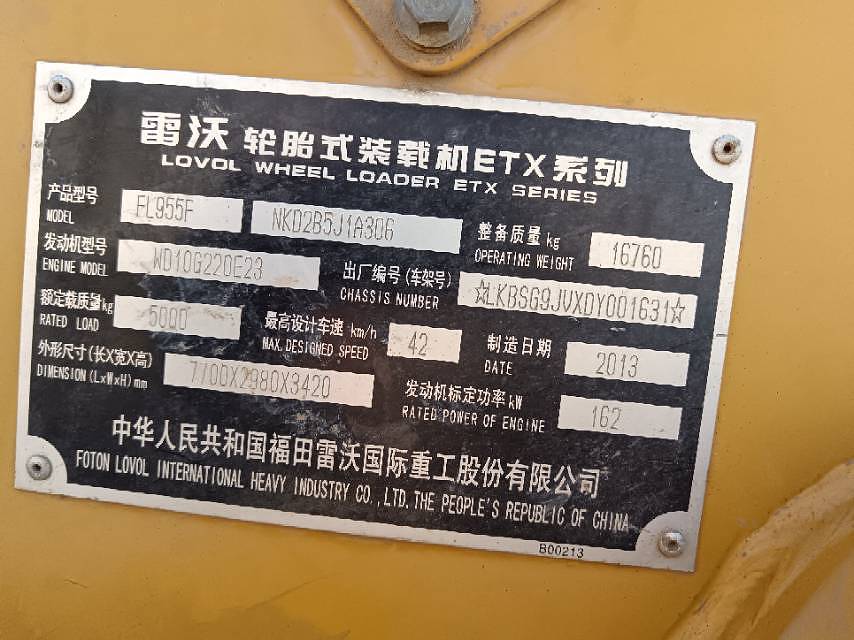 雷沃 轮胎式装载机ETX系列
LOVOL WHEEL LOADER ETX SERIES
产品型号 FL955F NKD2B5J1A306 整备质量 kg 16760
MODEL OPERATING WEIGHT
发动机型号 WD10G220E23 出厂编号(车架号) ☆LKBSG9JVXDY001631☆
ENGINE MODEL CHASSIS NUMBER
额定载质量kg 5000 最高设计车速 km/h 42 制造日期 2013
RATED LOAD MAX.DESIGNED SPEED DATE
外形尺寸(长X宽X高) 7700X2980X3420 发动机标定功率 kW 162
DIMENSION(L×W×H)mm RATED POWER OF ENGINE
中华人民共和国福田雷沃国际重工股份有限公司
FOTON LOVOL INTERNATIONAL HEAVY INDUSTRY CO.,LTD.THE PEOPLE'S REPUBLIC OF CHINA
B00213